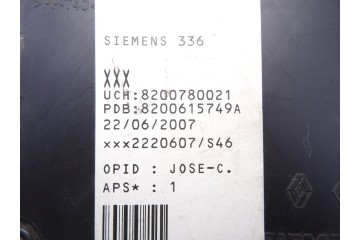 SIEMENS 336
XXX
UCH:8200780021
PDB:8200615749A
22/06/2007
xxx2220607/S46
OPID : JOSE-C.
APS* : 1